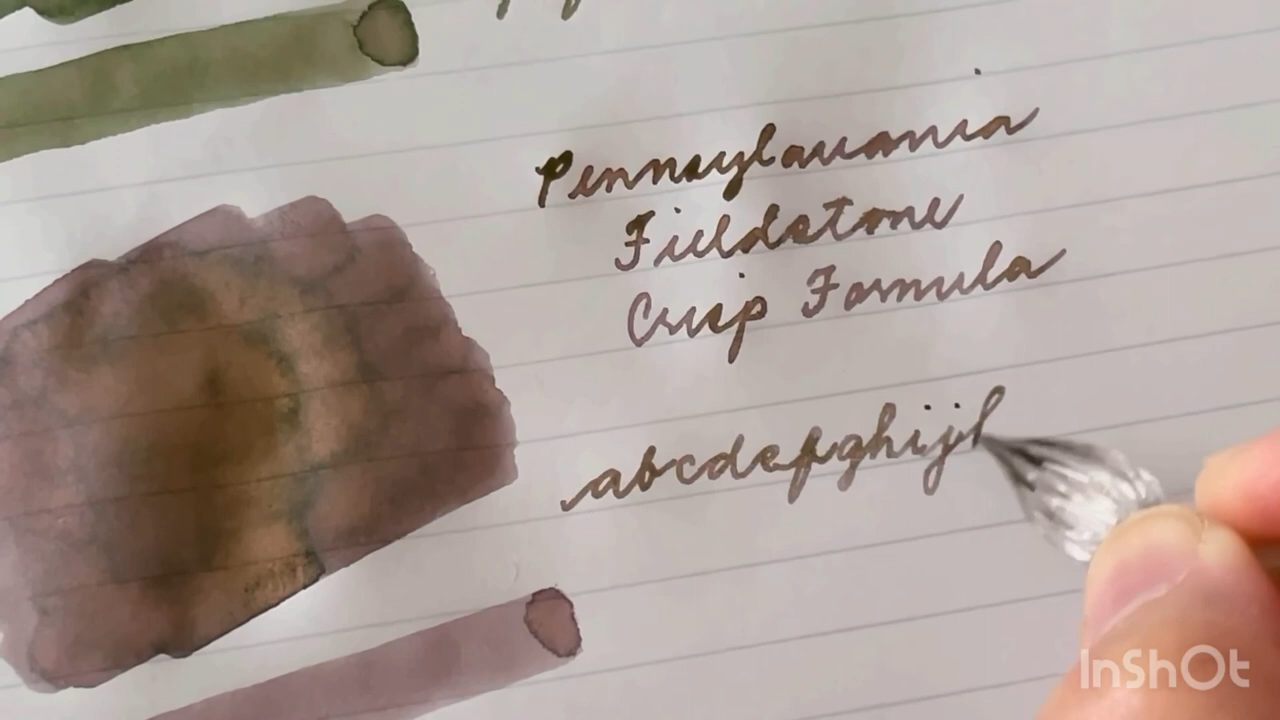 Pennsylvania
Fieldstone
Crisp Formula
abcdefghijk
InShOt